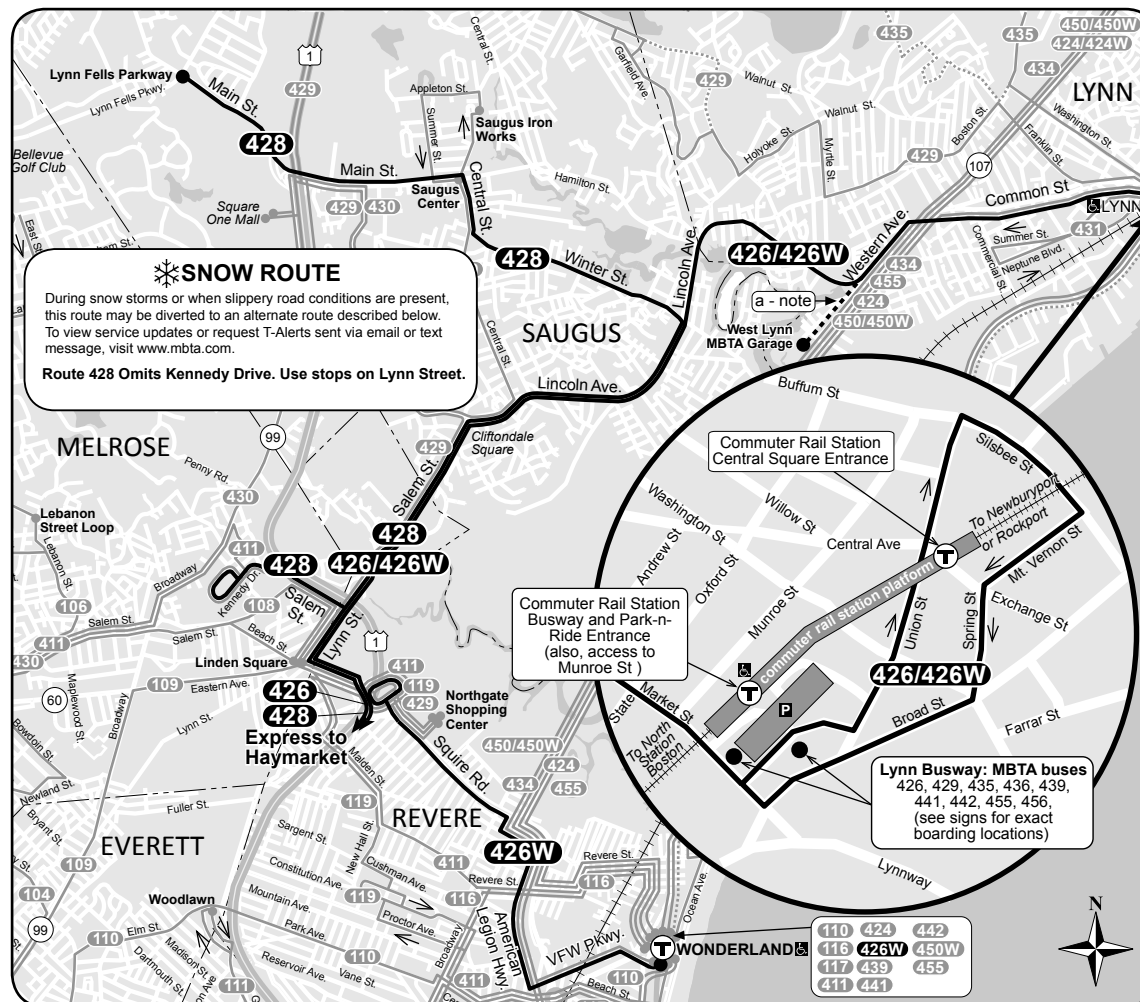 1
435
435
450/450W
424/424W
434
LYNN
429
Lynn Fells Parkway
Lynn Fells Pkwy.
Main St.
Central St.
Appleton St.
Summer St.
Saugus Iron
Works
Garfield Ave.
429
Walnut St.
Walnut St.
Holyoke St.
Myrtle St.
Boston St.
429
Washington St.
Franklin St.
107
428
Bellevue
Golf Club
Main St.
Saugus
Center
Central St.
Hamilton St.
Common St
LYNN
429
430
Square
One Mall
East St.
Summer St.
431
Commercial St.
Neptune Blvd.
428
Winter St.
Lincoln Ave.
426/426W
Western Ave.
434
455
424
450/450W
a - note
West Lynn
MBTA Garage
SNOW ROUTE
During snow storms or when slippery road conditions are present,
this route may be diverted to an alternate route described below.
To view service updates or request T-Alerts sent via email or text
message, visit www.mbta.com.
Route 428 Omits Kennedy Drive. Use stops on Lynn Street.
SAUGUS
Central St.
Lincoln Ave.
Cliftondale
Square
429
MELROSE
99
Penny Rd.
430
Salem St.
Lebanon
Street Loop
Lebanon St.
411
Broadway
428
426/426W
428
Kennedy Dr.
Salem
St.
108
106
Salem St.
411
430
Salem St.
Beach St.
Lynn St.
1
Linden Square
Eastern Ave.
109
60
Maplewood St.
Broadway
Lynn St.
426
428
Express to
Haymarket
411
119
429
Northgate
Shopping
Center
Squire Rd.
450/450W
424
434
455
Bowdoin St.
Newland St.
Bryant St.
Fuller St.
Malden St.
119
REVERE
EVERETT
109
104
99
Sargent St.
New Hall St.
Constitution Ave.
Cushman Ave.
411
426W
Revere St.
Revere St.
116
116
119
Mountain Ave.
Proctor Ave.
Woodlawn
Park Ave.
110
Elm St.
110
Madison St.
Dartmouth St.
111
Reservoir Ave.
Vane St.
Broadway
411
American
Legion Hwy.
VFW Pkwy.
110
Beach St.
Ocean Ave.
WONDERLAND
110 424 442
116 426W 450W
117 439 455
411 441
N
Buffum St
Commuter Rail Station
Central Square Entrance
Silsbee St
Washington St
Willow St
Central Ave
To Newburyport
or Rockport
Mt. Vernon St
Andrew St
Oxford St
Munroe St
commuter rail station platform
Union St
Spring St
Exchange St
Commuter Rail Station
Busway and Park-n-
Ride Entrance
(also, access to
Munroe St )
426/426W
P
State
Market St
Broad St
Farrar St
To North
Station
Boston
Lynn Busway: MBTA buses
426, 429, 435, 436, 439,
441, 442, 455, 456,
(see signs for exact
boarding locations)
Lynnway